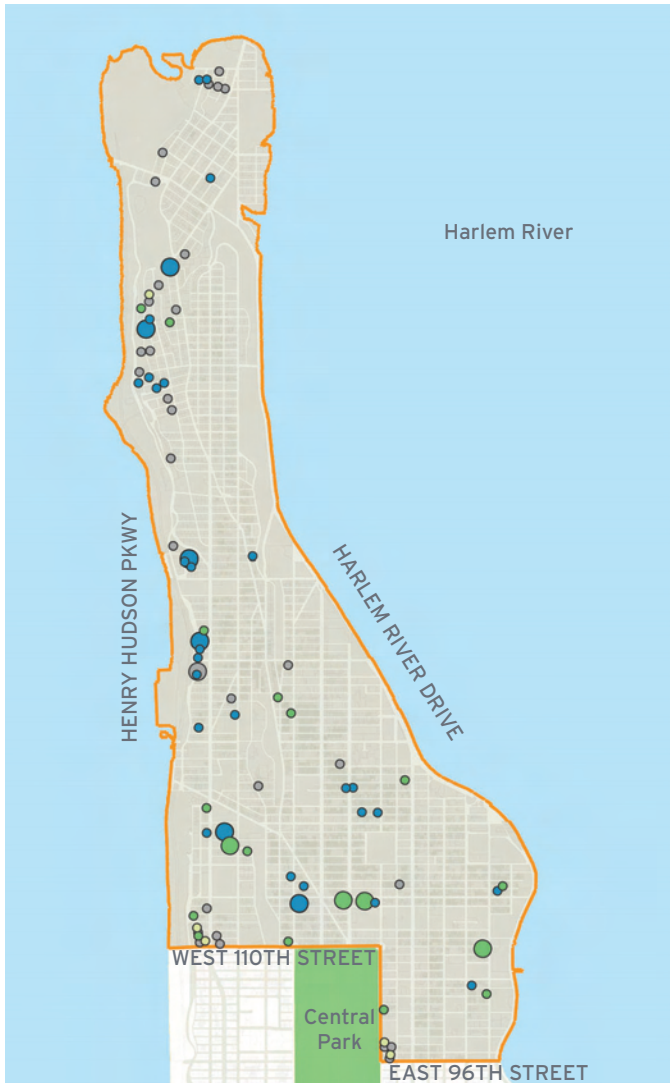 Harlem River
HENRY HUDSON PKWY
HARLEM RIVER DRIVE
WEST 110TH STREET
Central
Park
EAST 96TH STREET